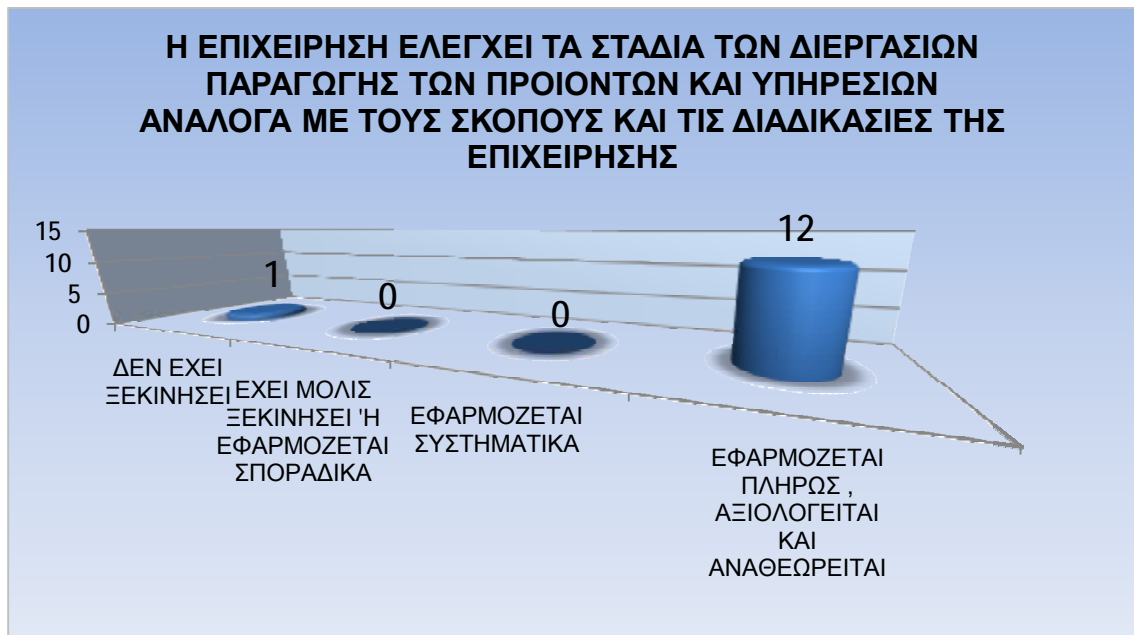 Η ΕΠΙΧΕΙΡΗΣΗ ΕΛΕΓΧΕΙ ΤΑ ΣΤΑΔΙΑ ΤΩΝ ΔΙΕΡΓΑΣΙΩΝ
ΠΑΡΑΓΩΓΗΣ ΤΩΝ ΠΡΟΙΟΝΤΩΝ ΚΑΙ ΥΠΗΡΕΣΙΩΝ
ΑΝΑΛΟΓΑ ΜΕ ΤΟΥΣ ΣΚΟΠΟΥΣ ΚΑΙ ΤΙΣ ΔΙΑΔΙΚΑΣΙΕΣ ΤΗΣ
ΕΠΙΧΕΙΡΗΣΗΣ
15
10
5
0
1
0
0
12
ΔΕΝ ΕΧΕΙ
ΞΕΚΙΝΗΣΕΙ
ΕΧΕΙ ΜΟΛΙΣ
ΞΕΚΙΝΗΣΕΙ 'Η
ΕΦΑΡΜΟΖΕΤΑΙ
ΣΠΟΡΑΔΙΚΑ
ΕΦΑΡΜΟΖΕΤΑΙ
ΣΥΣΤΗΜΑΤΙΚΑ
ΕΦΑΡΜΟΖΕΤΑΙ
ΠΛΗΡΩΣ ,
ΑΞΙΟΛΟΓΕΙΤΑΙ
ΚΑΙ
ΑΝΑΘΕΩΡΕΙΤΑΙ